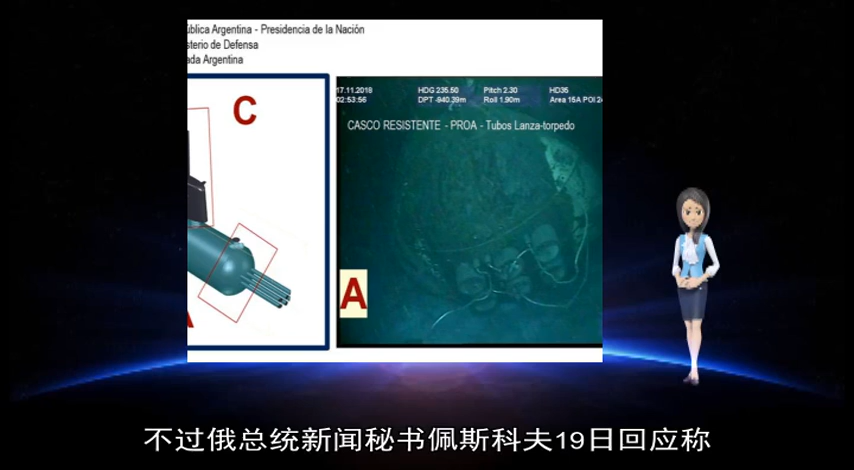 ública Argentina - Presidencia de la Nación
sterio de Defensa
ada Argentina
C
17.11.2018 HDG 235.50 Pitch 2.30 HD35
02:53:56 DPT -940.39m Roll 1.90m Area 15A POI 24
CASCO RESISTENTE - PROA - Tubos Lanza-torpedo
A
A
不过俄总统新闻秘书佩斯科夫19日回应称